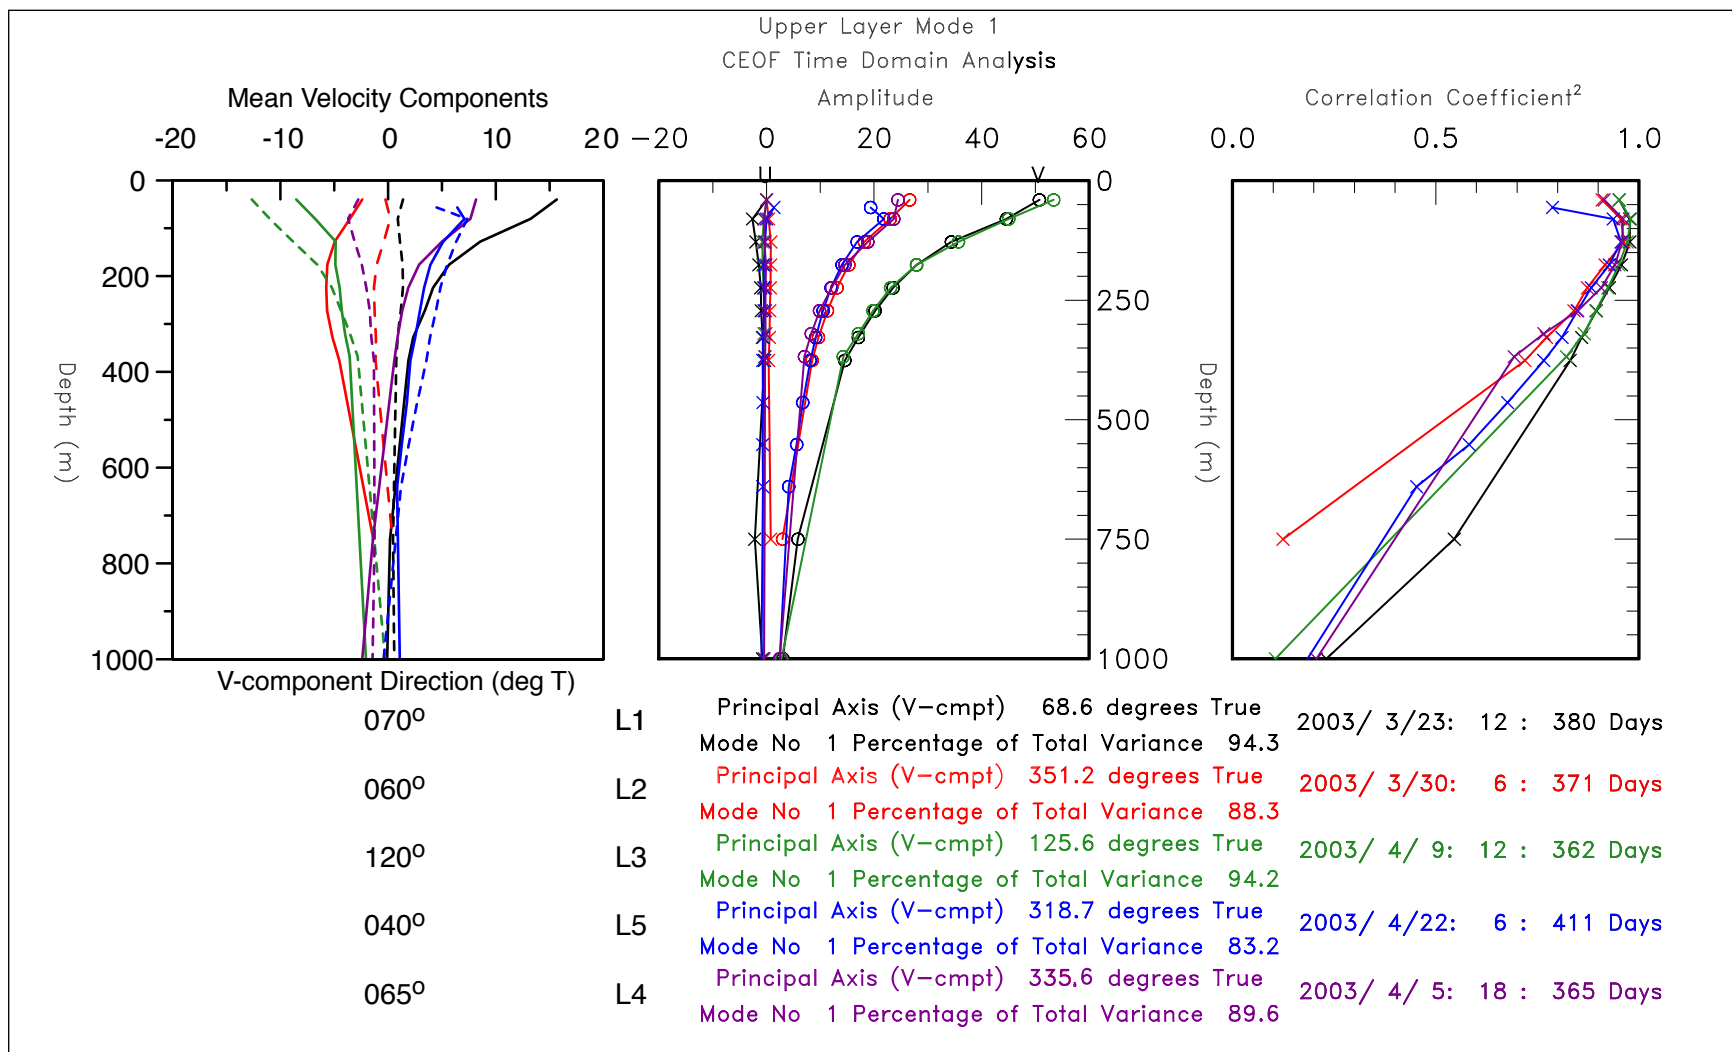 Upper Layer Mode 1
CEOF Time Domain Analysis
Mean Velocity Components
Amplitude
Correlation Coefficient²
-20 -10 0 10 20
−20 0 20 40 60
0.0 0.5 1.0
U V
0
200
400
600
800
1000
Depth (m)
0
250
500
750
1000
Depth (m)
V-component Direction (deg T)
070º L1 Principal Axis (V−cmpt) 68.6 degrees True
Mode No 1 Percentage of Total Variance 94.3
2003/ 3/23: 12 : 380 Days
060º L2 Principal Axis (V−cmpt) 351.2 degrees True
Mode No 1 Percentage of Total Variance 88.3
2003/ 3/30: 6 : 371 Days
120º L3 Principal Axis (V−cmpt) 125.6 degrees True
Mode No 1 Percentage of Total Variance 94.2
2003/ 4/ 9: 12 : 362 Days
040º L5 Principal Axis (V−cmpt) 318.7 degrees True
Mode No 1 Percentage of Total Variance 83.2
2003/ 4/22: 6 : 411 Days
065º L4 Principal Axis (V−cmpt) 335.6 degrees True
Mode No 1 Percentage of Total Variance 89.6
2003/ 4/ 5: 18 : 365 Days